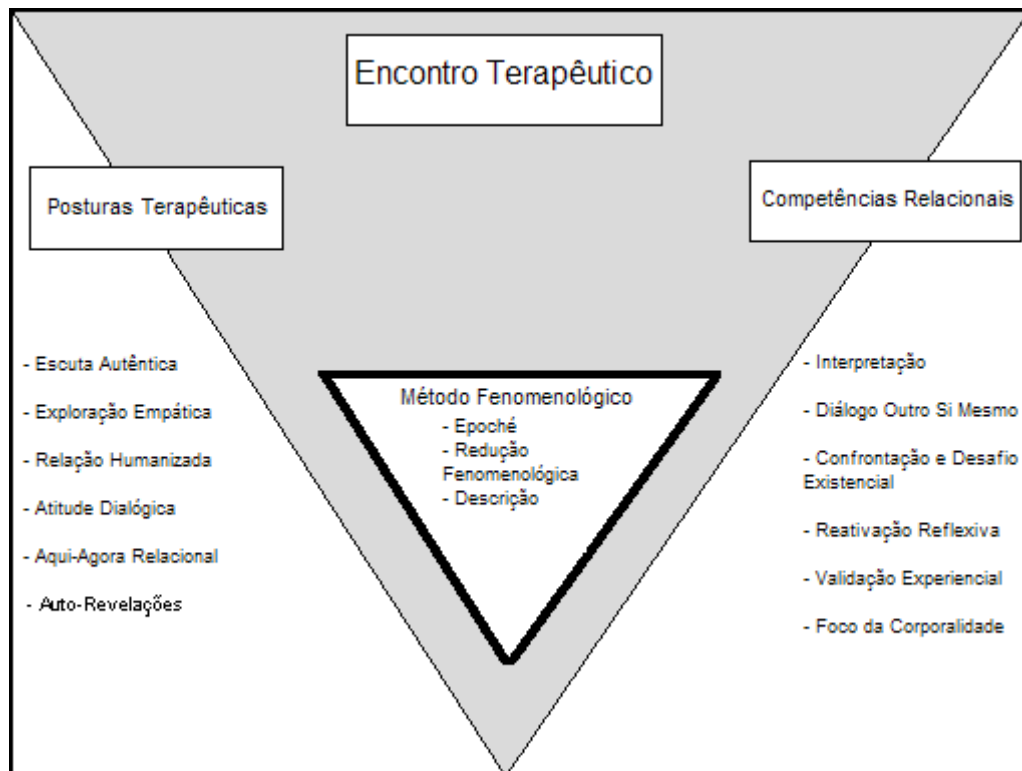 Encontro Terapêutico
Posturas Terapêuticas
Competências Relacionais
- Escuta Autêntica
- Exploração Empática
- Relação Humanizada
- Atitude Dialógica
- Aqui-Agora Relacional
- Auto-Revelações
Método Fenomenológico
- Epoché
- Redução
Fenomenológica
- Descrição
- Interpretação
- Diálogo Outro Si Mesmo
- Confrontação e Desafio
Existencial
- Reativação Reflexiva
- Validação Experiencial
- Foco da Corporalidade